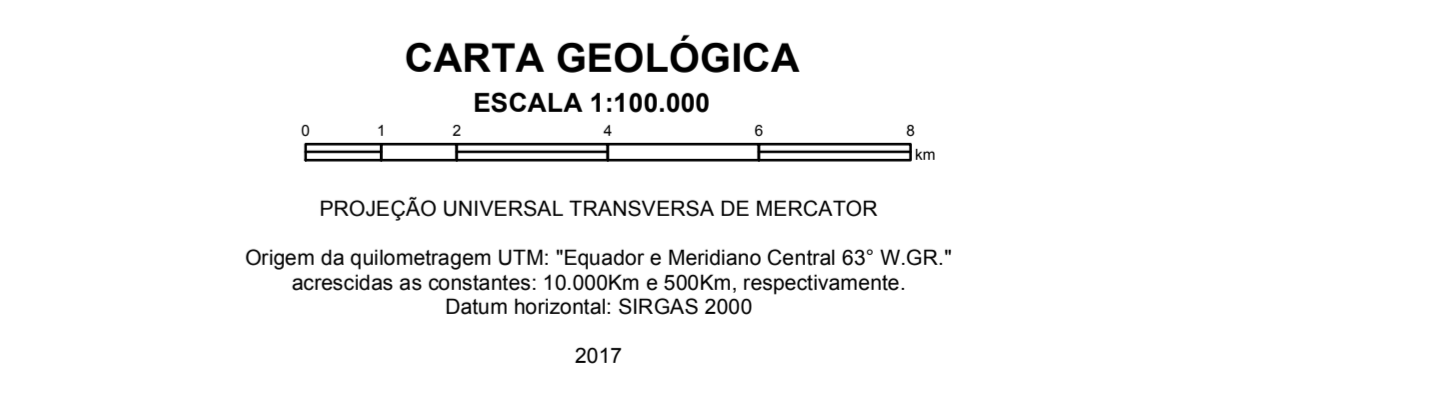 CARTA GEOLÓGICA
ESCALA 1:100.000
0 1 2 4 6 8
km
PROJEÇÃO UNIVERSAL TRANSVERSA DE MERCATOR
Origem da quilometragem UTM: "Equador e Meridiano Central 63° W.GR."
acrescidas as constantes: 10.000Km e 500Km, respectivamente.
Datum horizontal: SIRGAS 2000
2017